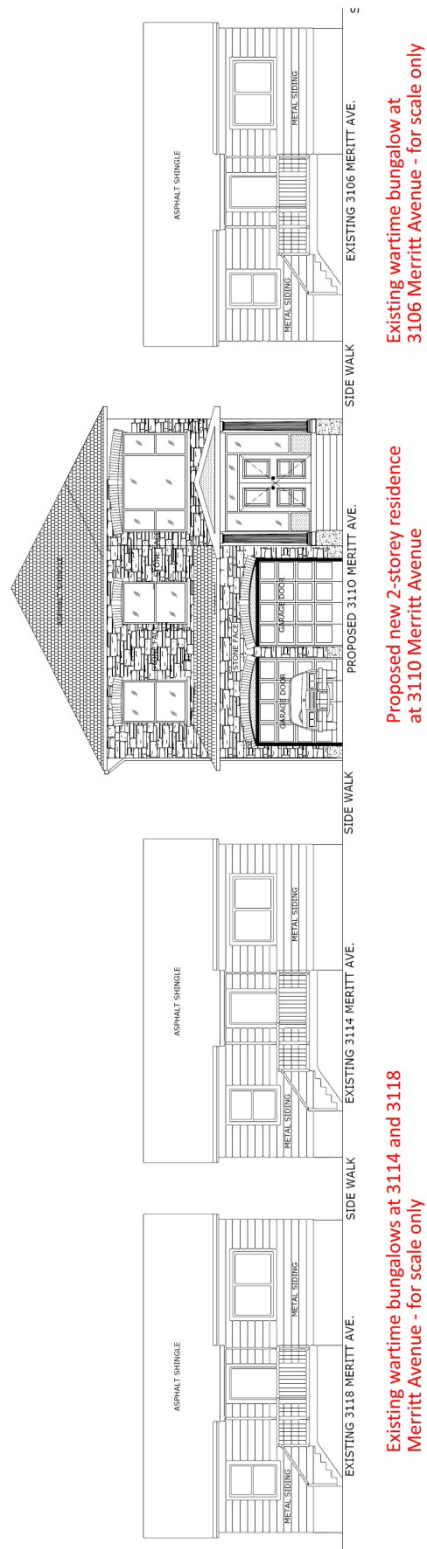 ASPHALT SHINGLE
METAL SIDING
METAL SIDING
EXISTING 3118 MERITT AVE.
SIDE WALK
ASPHALT SHINGLE
METAL SIDING
METAL SIDING
EXISTING 3114 MERITT AVE.
SIDE WALK
ASPHALT SHINGLE
STONE FACE
GARAGE DOOR
GARAGE DOOR
PROPOSED 3110 MERITT AVE.
SIDE WALK
ASPHALT SHINGLE
METAL SIDING
METAL SIDING
EXISTING 3106 MERITT AVE.
S
Existing wartime bungalows at 3114 and 3118
Merritt Avenue - for scale only
Proposed new 2-storey residence
at 3110 Merritt Avenue
Existing wartime bungalow at
3106 Merritt Avenue - for scale only